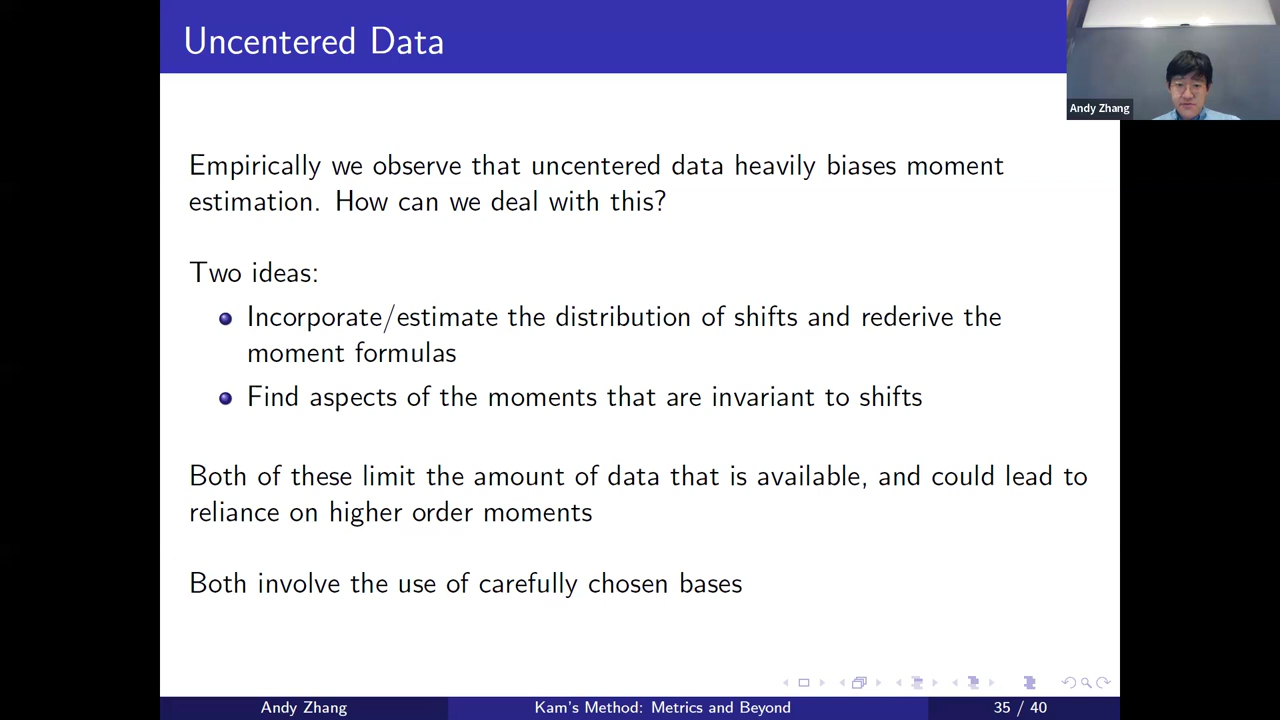 Uncentered Data
Andy Zhang
Empirically we observe that uncentered data heavily biases moment
estimation. How can we deal with this?
Two ideas:
Incorporate/estimate the distribution of shifts and rederive the
moment formulas
Find aspects of the moments that are invariant to shifts
Both of these limit the amount of data that is available, and could lead to
reliance on higher order moments
Both involve the use of carefully chosen bases
Andy Zhang
Kam's Method: Metrics and Beyond
35 / 40